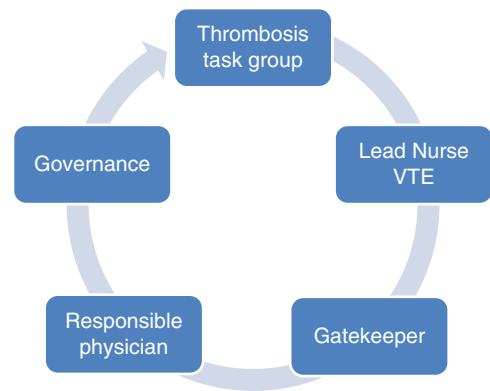 Thrombosis
task group
Lead Nurse
VTE
Gatekeeper
Responsible
physician
Governance